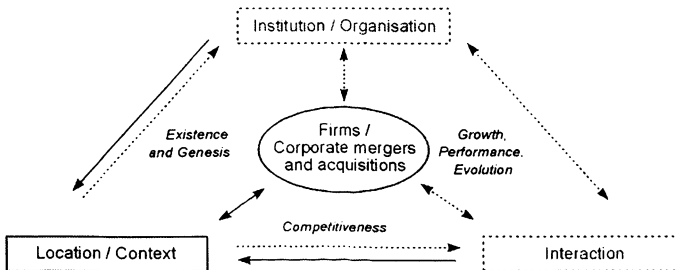 Institution / Organisation
Existence
and Genesis
Firms /
Corporate mergers
and acquisitions
Growth,
Performance.
Evolution
Competitiveness
Location / Context
Interaction